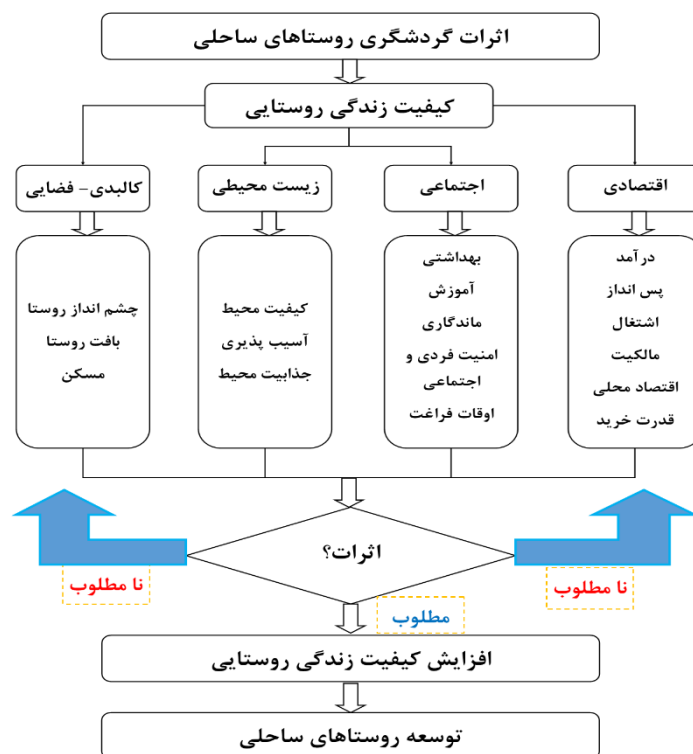 اثرات گردشگری روستاهای ساحلی
کیفیت زندگی روستایی
اقتصادی
اجتماعی
زیست محیطی
کالبدی- فضایی
درآمد
پس انداز
اشتغال
مالکیت
اقتصاد محلی
قدرت خرید
بهداشتی
آموزش
ماندگاری
امنیت فردی و
اجتماعی
اوقات فراغت
کیفیت محیط
آسیب پذیری
جذابیت محیط
چشم انداز روستا
بافت روستا
مسکن
اثرات؟
نا مطلوب
نا مطلوب
مطلوب
افزایش کیفیت زندگی روستایی
توسعه روستاهای ساحلی